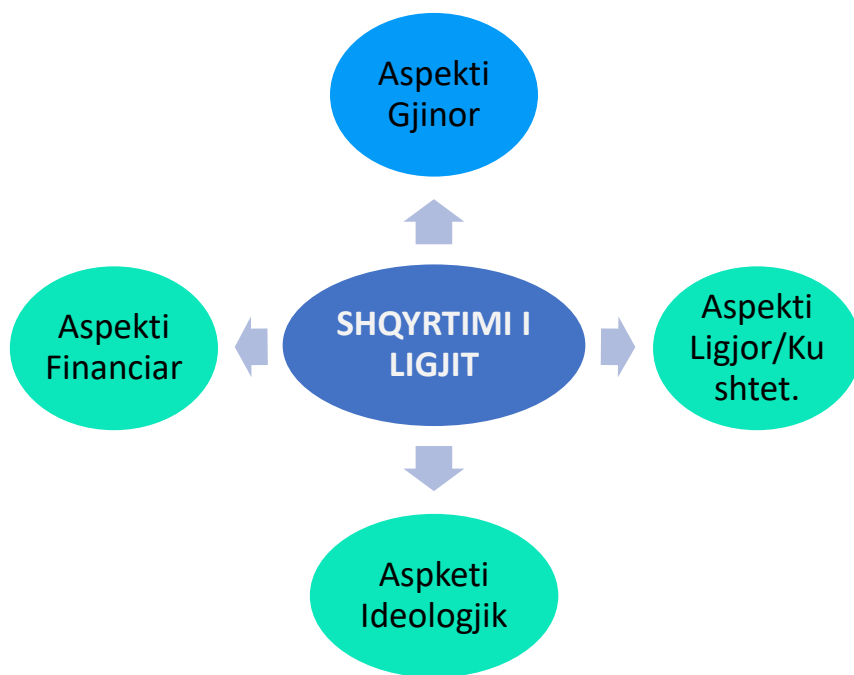 Aspekti
Gjinor
Aspekti
Financiar
SHQYRTIMI I
LIGJIT
Aspekti
Ligjor/Ku
shtet.
Aspketi
Ideologjik